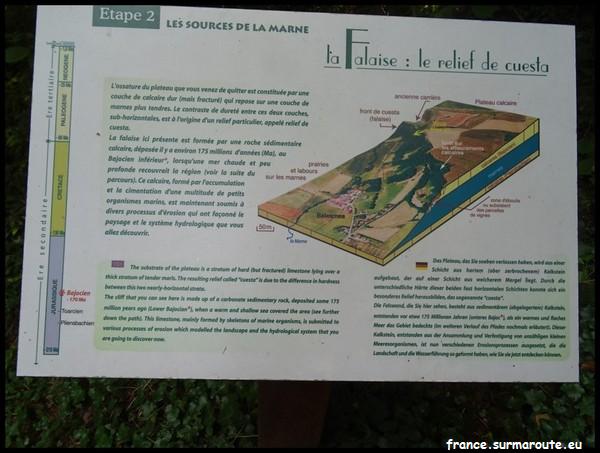 Etape 2
LES SOURCES DE LA MARNE
la Falaise : le relief de cuesta
Ere tertiaire
Ere secondaire
NEOGENE
PALEOGENE
CRETACE
JURASSIQUE
Bajocien
- 170 Ma
- Toarcien
- Pliensbachien
L'ossature du plateau que vous venez de quitter est constituée par une
couche de calcaire dur (mais fracturé) qui repose sur une couche de
marnes plus tendres. Le contraste de dureté entre ces deux couches,
sub-horizontales, est à l'origine d'un relief particulier, appelé relief de
cuesta.
La falaise ici présente est formée par une roche sédimentaire
calcaire, déposée il y a environ 175 millions d'années (Ma), au
Bajocien inférieur*, lorsqu'une mer chaude et peu
profonde recouvrait la région (voir la suite du
parcours). Ce calcaire, formé par l'accumulation
et la cimentation d'une multitude de petits
organismes marins, est maintenant soumis à
divers processus d'érosion qui ont façonné le
paysage et le système hydrologique que vous
allez découvrir.
ancienne carrière
Plateau calcaire
front de cuesta
(falaise)
forêt sur
les affleurements
calcaires
prairies
et labours
sur les marnes
Balesmes
zone d'éboulis
où subsistent
des parcelles
de vignes
50m
la Marne
The substrate of the plateau is a stratum of hard (but fractured) limestone lying over a
thick stratum of tender marls. The resulting relief called "cuesta" is due to the difference in hardness
between this two nearly-horizontal strata.
The cliff that you can see here is made up of a carbonate sedimentary rock, deposited some 175
million years ago (Lower Bajocien*), when a warm and shallow sea covered the area (see further
down the path). This limestone, mainly formed by skeletons of marine organisms, is submitted to
various processes of erosion which modelled the landscape and the hydrological system that you
are going to discover now.
Das Plateau, das Sie soeben verlassen haben, wird aus einer
Schicht aus hartem (aber zerbrochenem) Kalkstein
aufgebaut, der auf einer Schicht aus weicherem Mergel liegt. Durch die
unterschiedliche Härte dieser beiden fast horizontalen Schichten konnte sich ein
besonderes Relief herausbilden, das sogenannte "cuesta".
Die Felswand, die Sie hier sehen, besteht aus sedimentärem (abgelagertem) Kalkstein,
entstanden vor etwa 175 Millionen Jahren (unteres Bajoc*), als ein warmes und flaches
Meer das Gebiet bedeckte (im weiteren Verlauf des Pfades nochmals erläutert). Dieser
Kalkstein, entstanden aus der Ansammlung und Verfestigung von unzähligen kleinen
Meeresorganismen, ist nun verschiedenen Erosionsprozessen ausgesetzt, die die
Landschaft und die Wasserführung so geformt haben, wie Sie sie jetzt entdecken können.
france.surmaroute.eu